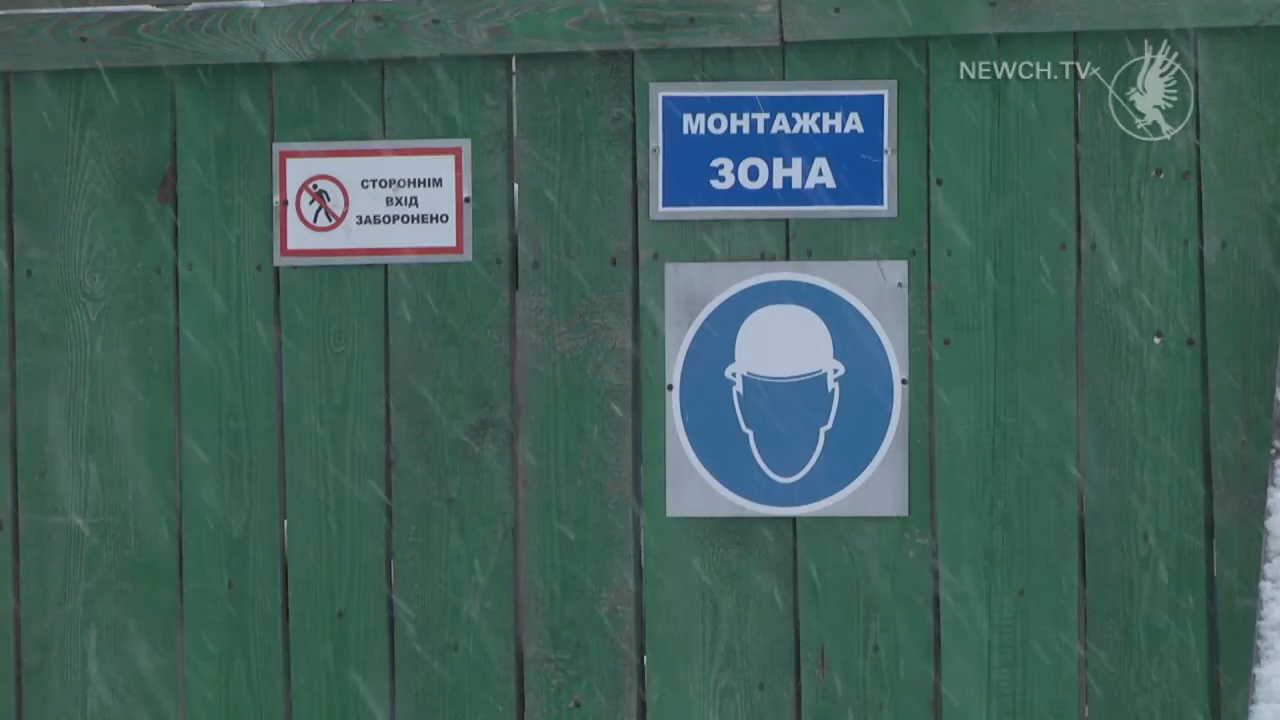 NEWCH.TV
МОНТАЖНА
ЗОНА
СТОРОННІМ
ВХІД
ЗАБОРОНЕНО